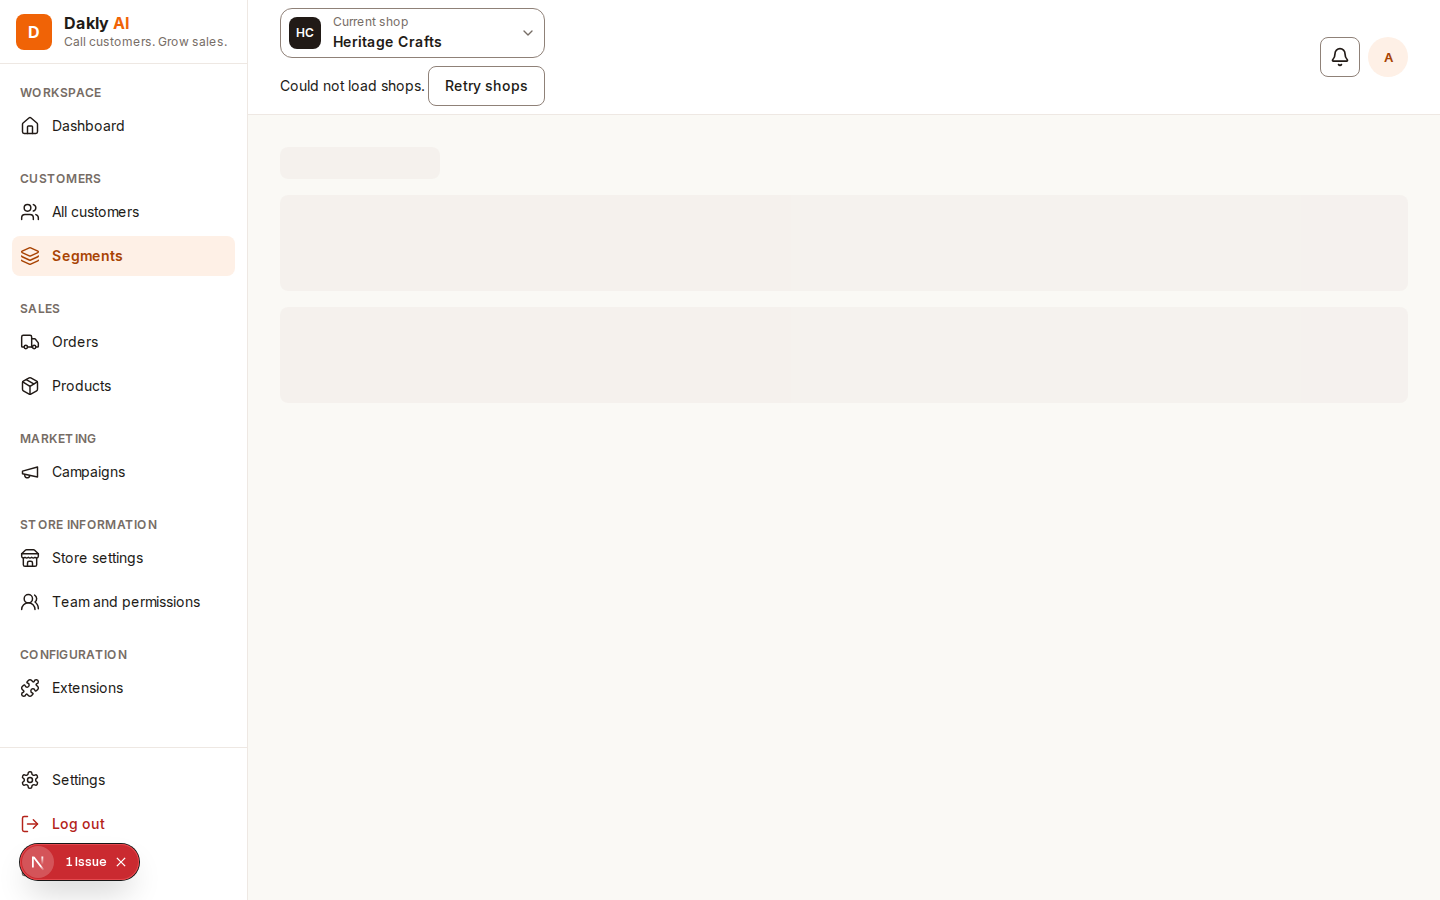 D
Dakly AI
Call customers. Grow sales.
WORKSPACE
Dashboard
CUSTOMERS
All customers
Segments
SALES
Orders
Products
MARKETING
Campaigns
STORE INFORMATION
Store settings
Team and permissions
CONFIGURATION
Extensions
Settings
Log out
N
1 Issue
HC
Current shop
Heritage Crafts
Could not load shops.
Retry shops
A